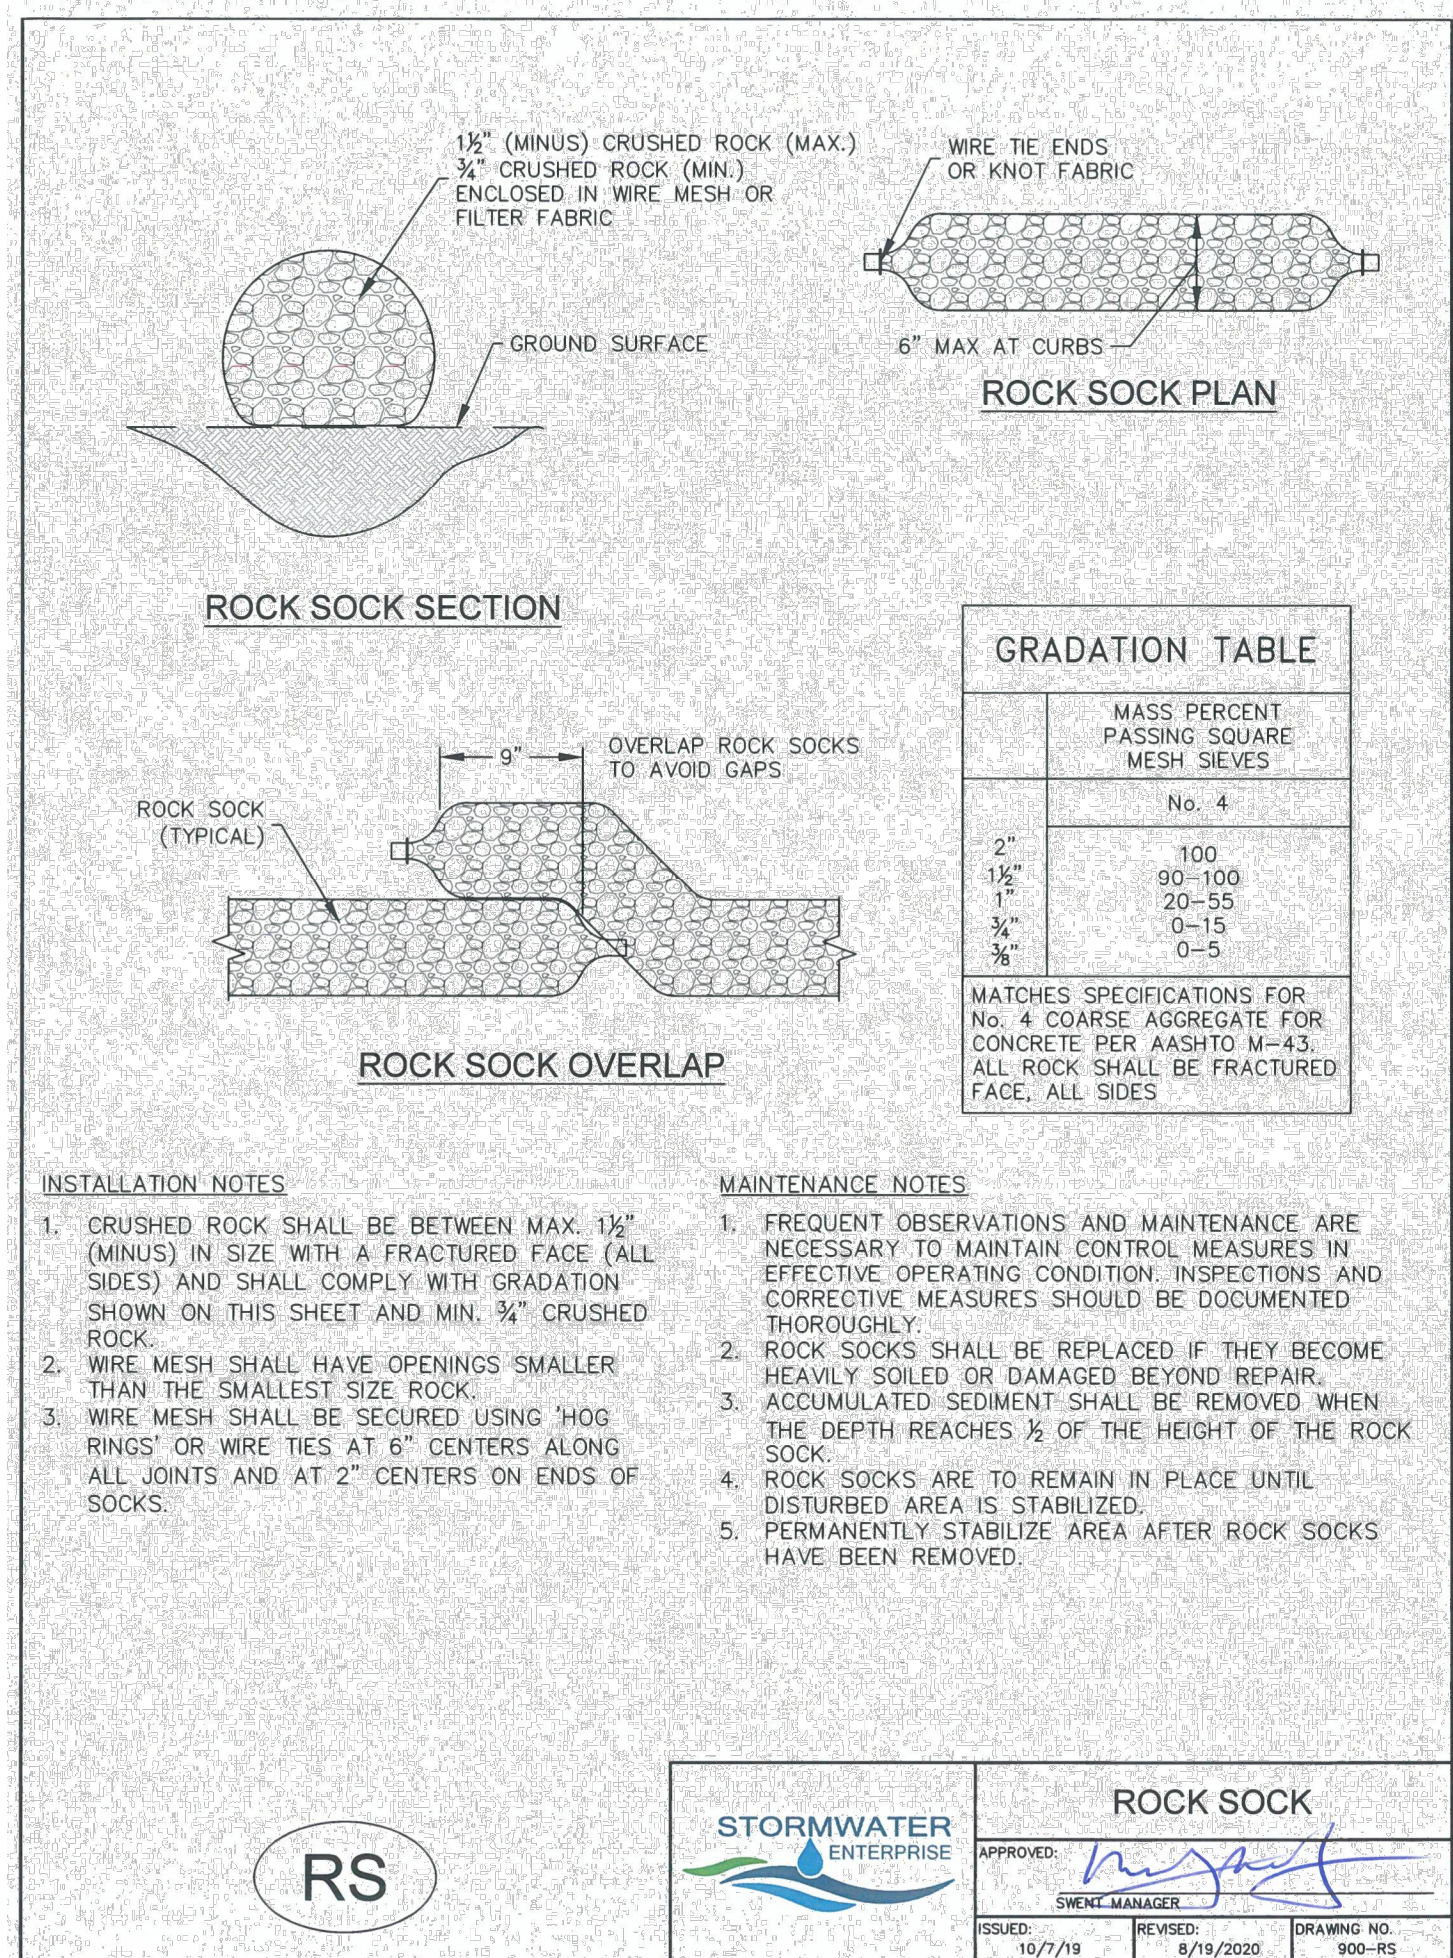 1½" (MINUS) CRUSHED ROCK (MAX.)
¾" CRUSHED ROCK (MIN.)
ENCLOSED IN WIRE MESH OR
FILTER FABRIC
GROUND SURFACE
ROCK SOCK SECTION
WIRE TIE ENDS
OR KNOT FABRIC
6" MAX AT CURBS
ROCK SOCK PLAN
9"
OVERLAP ROCK SOCKS
TO AVOID GAPS
ROCK SOCK
(TYPICAL)
ROCK SOCK OVERLAP
GRADATION TABLE
MASS PERCENT
PASSING SQUARE
MESH SIEVES
No. 4
2" 100
1½" 90-100
1" 20-55
¾" 0-15
⅜" 0-5
MATCHES SPECIFICATIONS FOR
No. 4 COARSE AGGREGATE FOR
CONCRETE PER AASHTO M-43.
ALL ROCK SHALL BE FRACTURED
FACE, ALL SIDES
INSTALLATION NOTES
1. CRUSHED ROCK SHALL BE BETWEEN MAX. 1½"
(MINUS) IN SIZE WITH A FRACTURED FACE (ALL
SIDES) AND SHALL COMPLY WITH GRADATION
SHOWN ON THIS SHEET AND MIN. ¾" CRUSHED
ROCK.
2. WIRE MESH SHALL HAVE OPENINGS SMALLER
THAN THE SMALLEST SIZE ROCK.
3. WIRE MESH SHALL BE SECURED USING 'HOG
RINGS' OR WIRE TIES AT 6" CENTERS ALONG
ALL JOINTS AND AT 2" CENTERS ON ENDS OF
SOCKS.
MAINTENANCE NOTES
1. FREQUENT OBSERVATIONS AND MAINTENANCE ARE
NECESSARY TO MAINTAIN CONTROL MEASURES IN
EFFECTIVE OPERATING CONDITION. INSPECTIONS AND
CORRECTIVE MEASURES SHOULD BE DOCUMENTED
THOROUGHLY.
2. ROCK SOCKS SHALL BE REPLACED IF THEY BECOME
HEAVILY SOILED OR DAMAGED BEYOND REPAIR.
3. ACCUMULATED SEDIMENT SHALL BE REMOVED WHEN
THE DEPTH REACHES ½ OF THE HEIGHT OF THE ROCK
SOCK.
4. ROCK SOCKS ARE TO REMAIN IN PLACE UNTIL
DISTURBED AREA IS STABILIZED.
5. PERMANENTLY STABILIZE AREA AFTER ROCK SOCKS
HAVE BEEN REMOVED.
RS
STORMWATER
ENTERPRISE
ROCK SOCK
APPROVED:
SWENT MANAGER
ISSUED:
10/7/19
REVISED:
8/19/2020
DRAWING NO.
900-RS